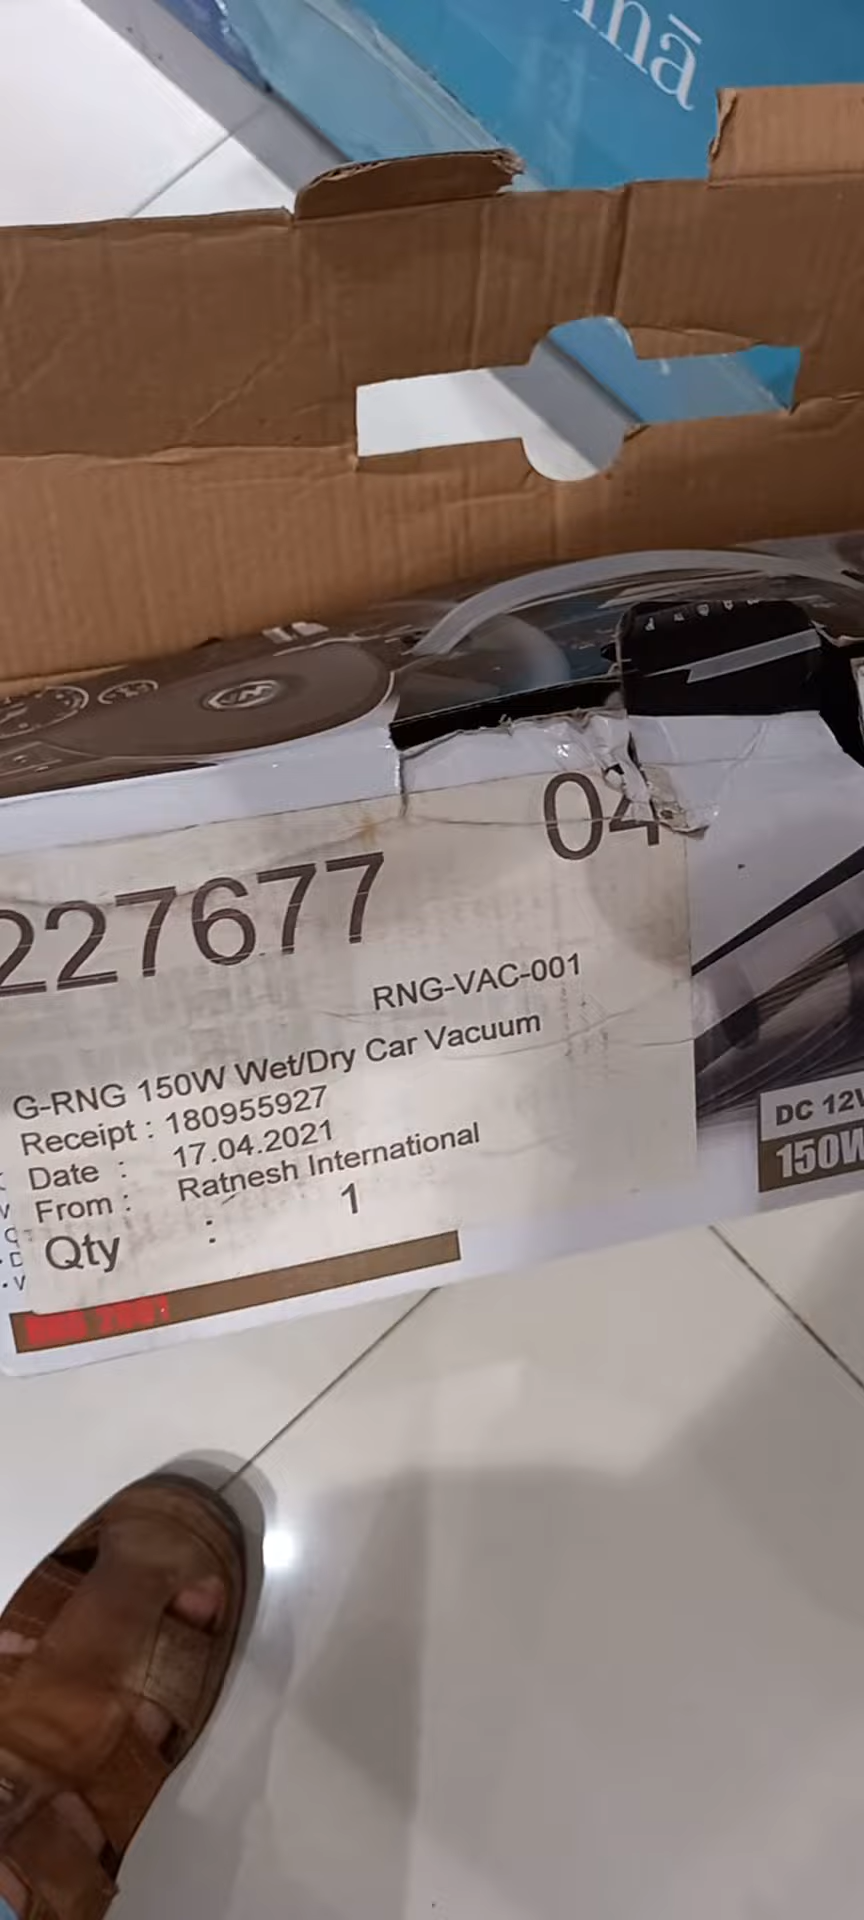 inā
04
227677
RNG-VAC-001
G-RNG 150W Wet/Dry Car Vacuum
Receipt : 180955927
Date : 17.04.2021
From : Ratnesh International
Qty : 1
DC 12V
150W